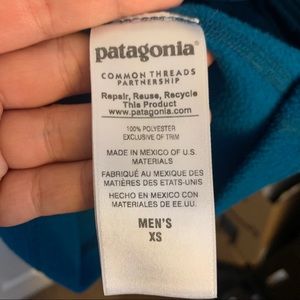 patagonia
COMMON THREADS
PARTNERSHIP
Repair, Reuse, Recycle
This Product
www.patagonia.com
100% POLYESTER
EXCLUSIVE OF TRIM
MADE IN MEXICO OF U.S.
MATERIALS
FABRIQUÉ AU MEXIQUE DES
MATIÈRES DES ETATS-UNIS
HECHO EN MEXICO CON
MATERIALES DE EE.UU.
MEN'S
XS